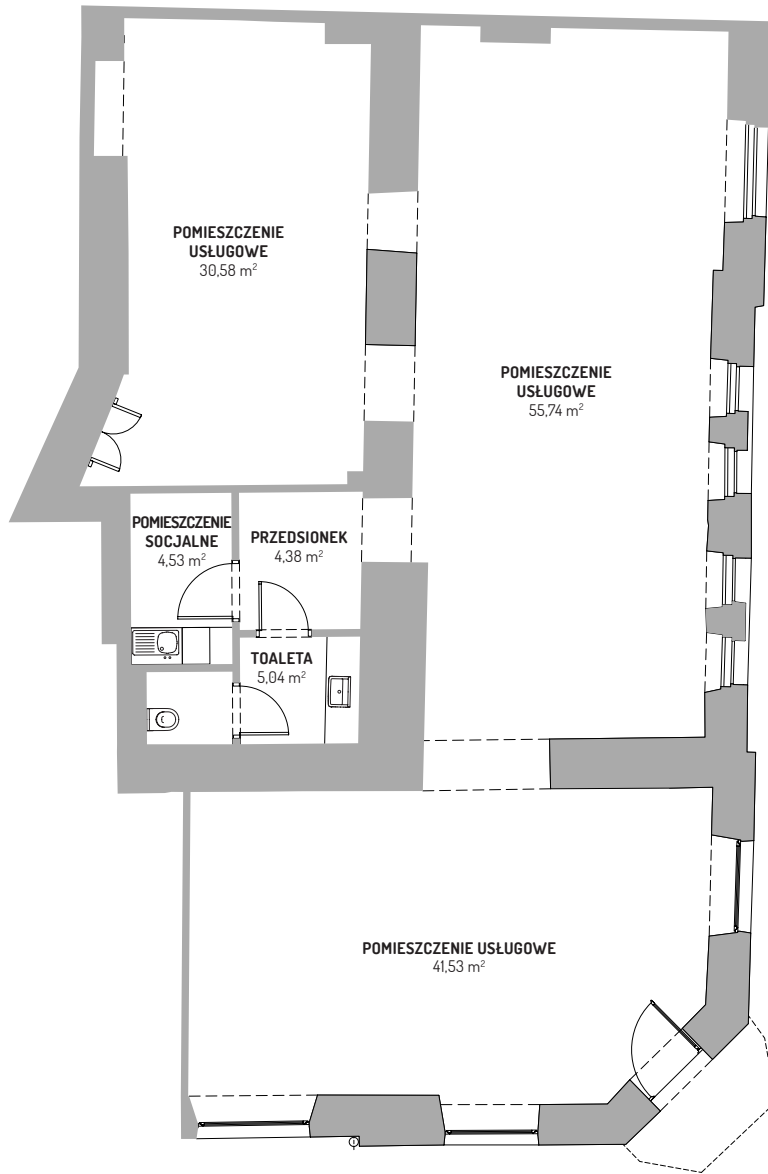 POMIESZCZENIE
USŁUGOWE
30,58 m²
POMIESZCZENIE
USŁUGOWE
55,74 m²
POMIESZCZENIE
SOCJALNE
4,53 m²
PRZEDSIONEK
4,38 m²
TOALETA
5,04 m²
POMIESZCZENIE USŁUGOWE
41,53 m²